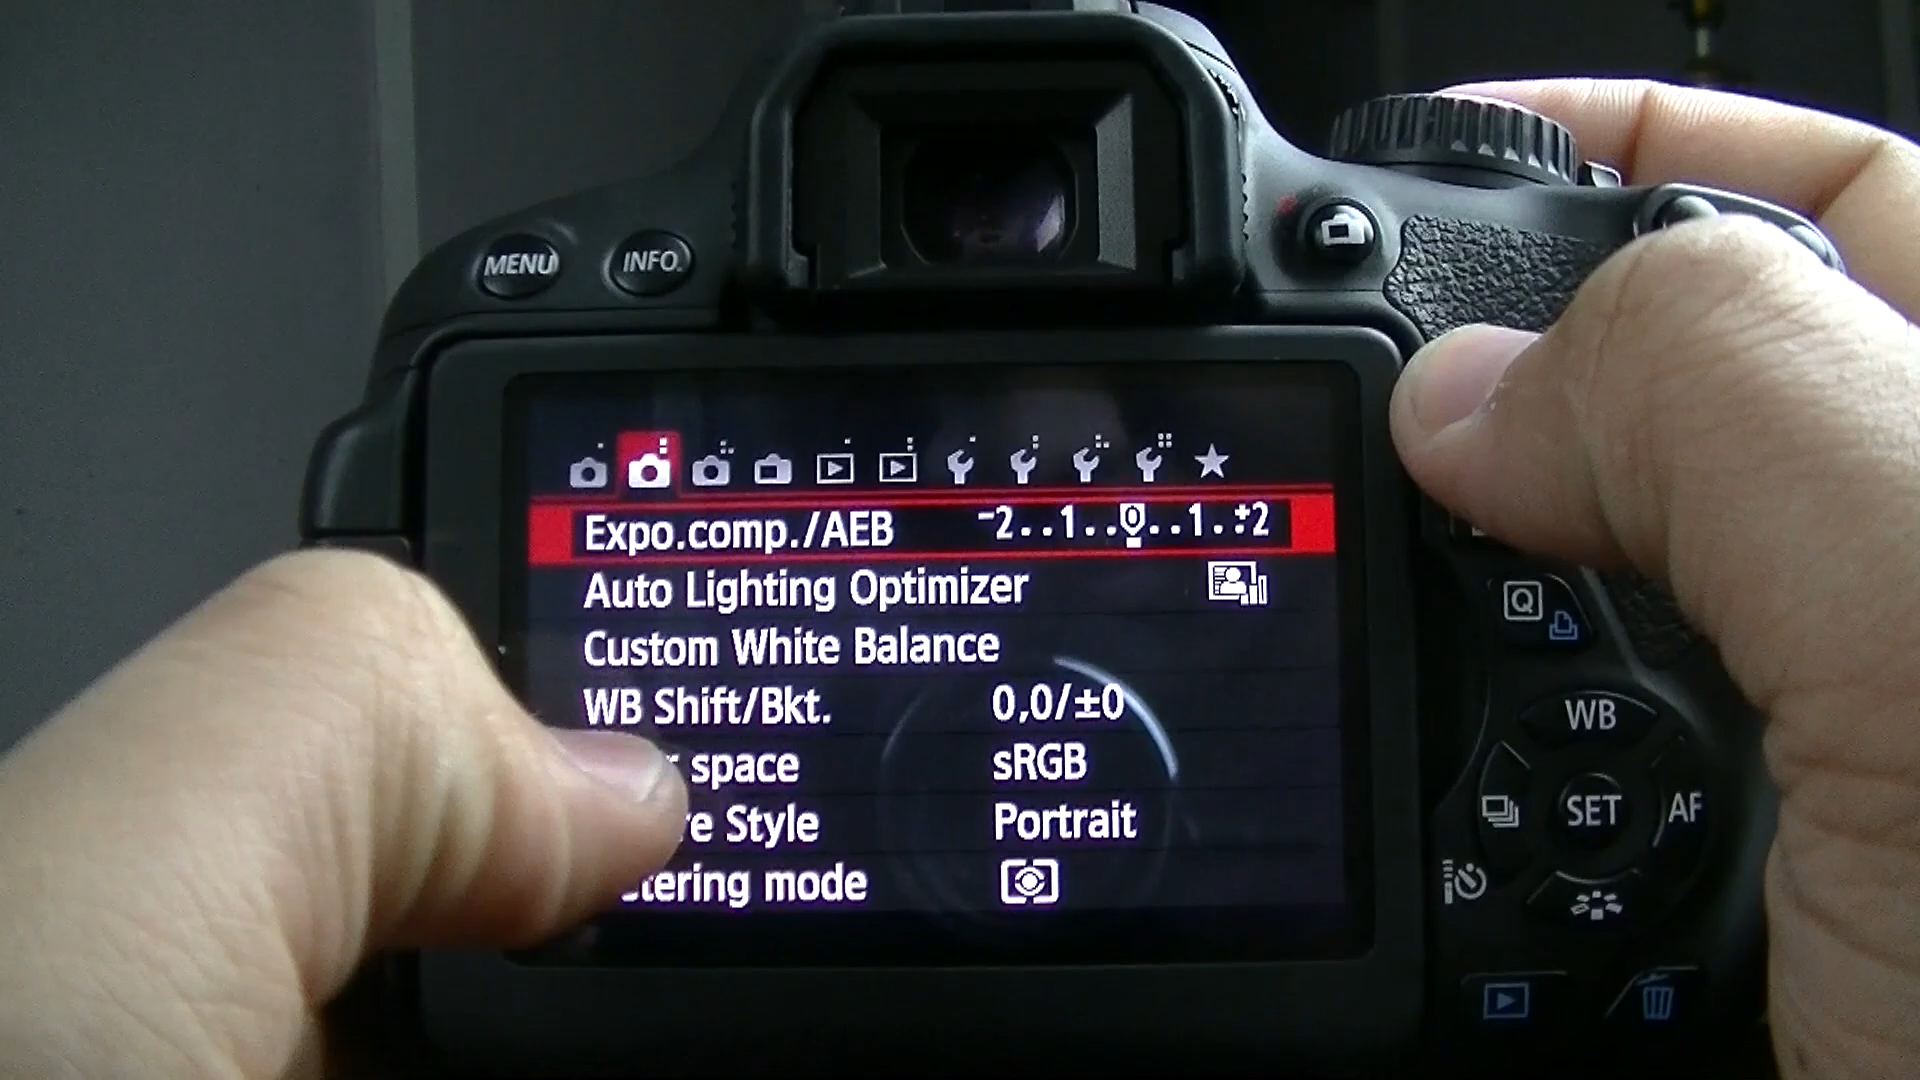 MENU INFO.
Expo.comp./AEB -2..1..0..1..+2
Auto Lighting Optimizer
Custom White Balance
WB Shift/Bkt. 0,0/±0
space sRGB
Style Portrait
mode
Q
WB
SET AF